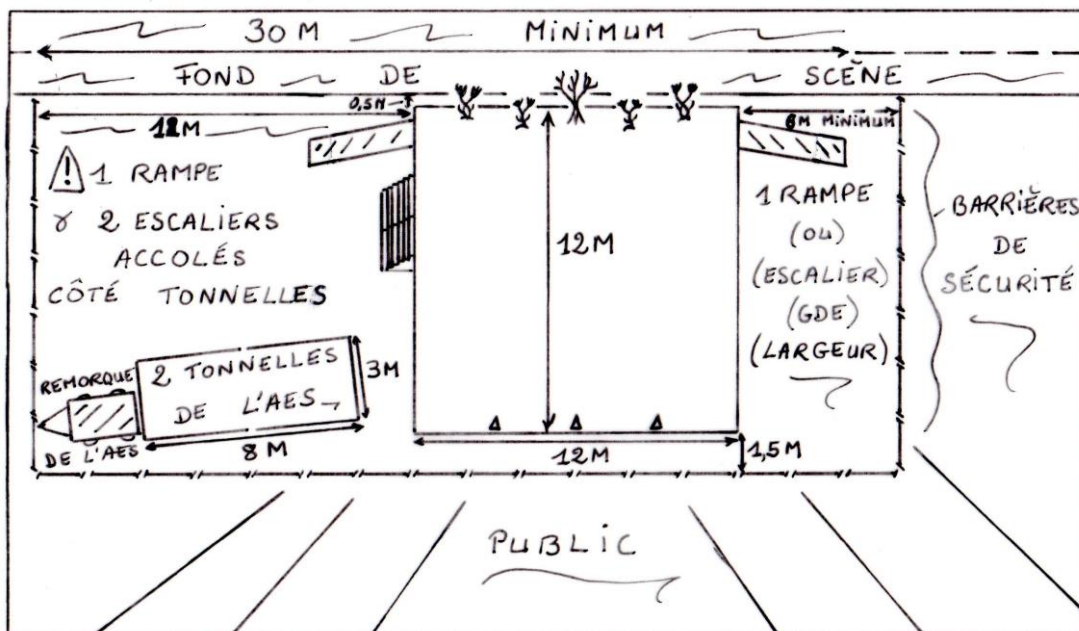 30 M MINIMUM
FOND DE SCÈNE
0,5M
12M
6M MINIMUM
! 1 RAMPE
& 2 ESCALIERS
ACCOLÉS
CÔTÉ TONNELLES
12M
1 RAMPE
(OU)
(ESCALIER)
(GDE)
(LARGEUR)
BARRIÈRES
DE
SÉCURITÉ
REMORQUE
DE L'AES
2 TONNELLES
DE L'AES
3M
8 M
12M
1,5M
PUBLIC